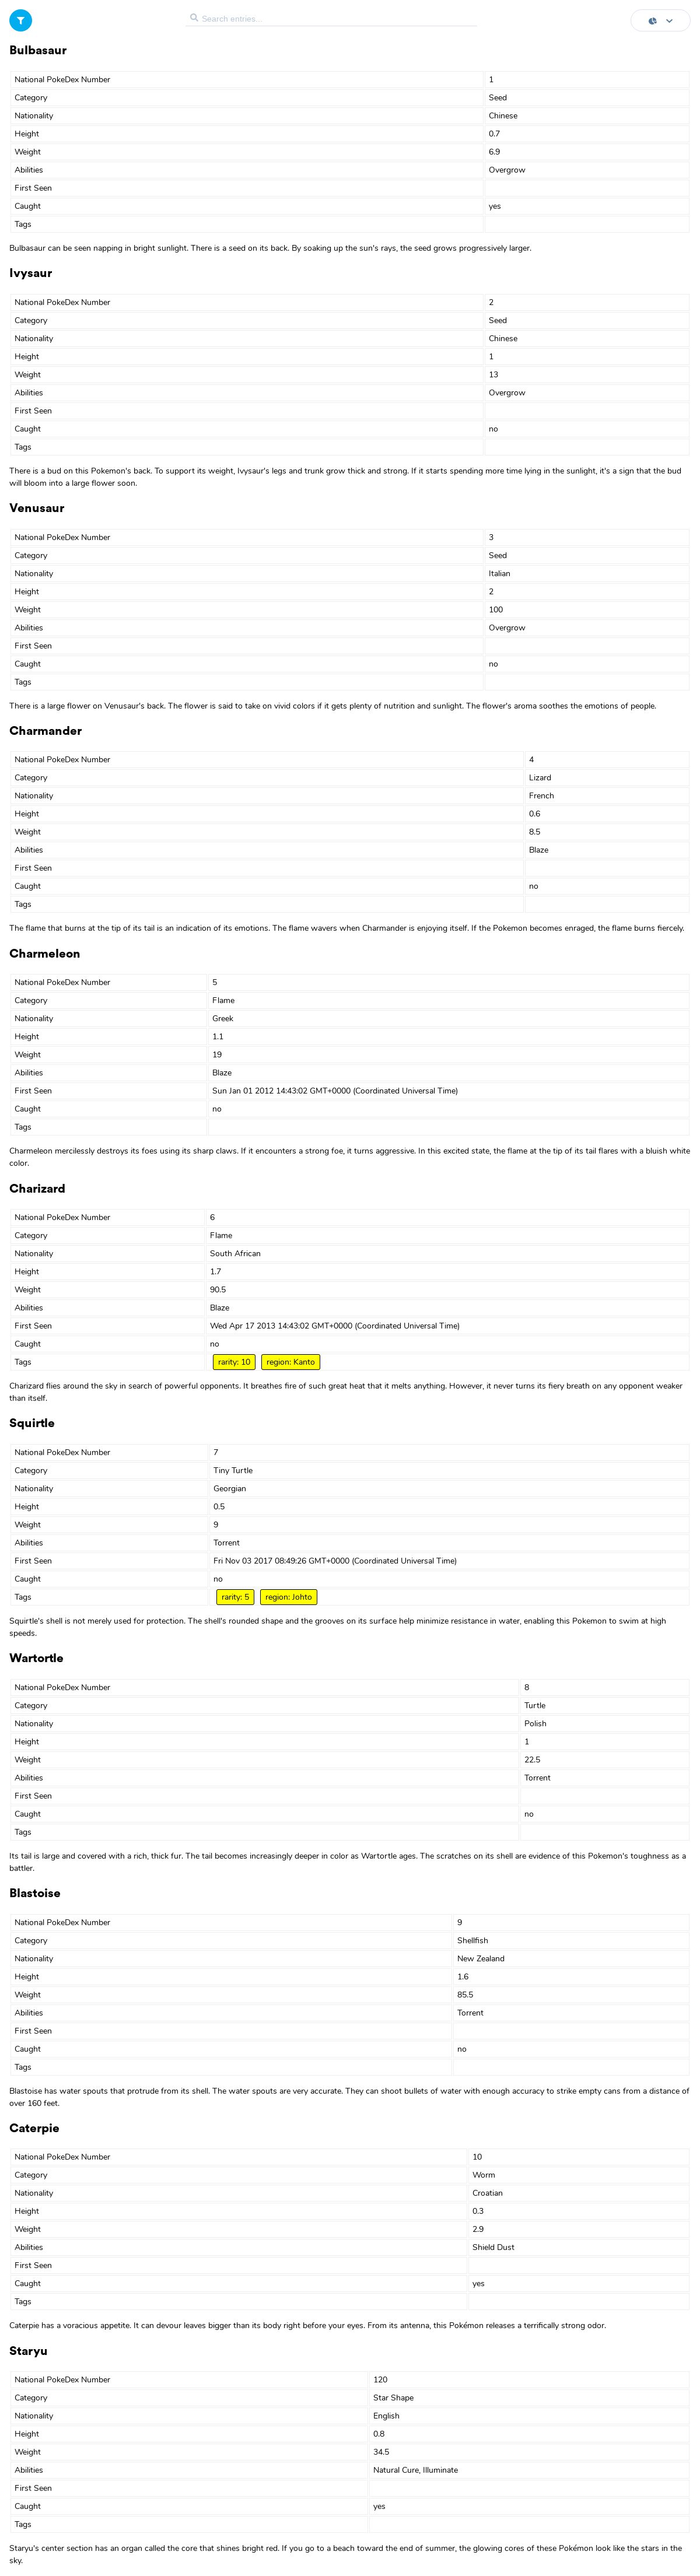 Search entries...
Bulbasaur
National PokeDex Number 1
Category Seed
Nationality Chinese
Height 0.7
Weight 6.9
Abilities Overgrow
First Seen
Caught yes
Tags
Bulbasaur can be seen napping in bright sunlight. There is a seed on its back. By soaking up the sun's rays, the seed grows progressively larger.
Ivysaur
National PokeDex Number 2
Category Seed
Nationality Chinese
Height 1
Weight 13
Abilities Overgrow
First Seen
Caught no
Tags
There is a bud on this Pokemon's back. To support its weight, Ivysaur's legs and trunk grow thick and strong. If it starts spending more time lying in the sunlight, it's a sign that the bud
will bloom into a large flower soon.
Venusaur
National PokeDex Number 3
Category Seed
Nationality Italian
Height 2
Weight 100
Abilities Overgrow
First Seen
Caught no
Tags
There is a large flower on Venusaur's back. The flower is said to take on vivid colors if it gets plenty of nutrition and sunlight. The flower's aroma soothes the emotions of people.
Charmander
National PokeDex Number 4
Category Lizard
Nationality French
Height 0.6
Weight 8.5
Abilities Blaze
First Seen
Caught no
Tags
The flame that burns at the tip of its tail is an indication of its emotions. The flame wavers when Charmander is enjoying itself. If the Pokemon becomes enraged, the flame burns fiercely.
Charmeleon
National PokeDex Number 5
Category Flame
Nationality Greek
Height 1.1
Weight 19
Abilities Blaze
First Seen Sun Jan 01 2012 14:43:02 GMT+0000 (Coordinated Universal Time)
Caught no
Tags
Charmeleon mercilessly destroys its foes using its sharp claws. If it encounters a strong foe, it turns aggressive. In this excited state, the flame at the tip of its tail flares with a bluish white
color.
Charizard
National PokeDex Number 6
Category Flame
Nationality South African
Height 1.7
Weight 90.5
Abilities Blaze
First Seen Wed Apr 17 2013 14:43:02 GMT+0000 (Coordinated Universal Time)
Caught no
Tags rarity: 10 region: Kanto
Charizard flies around the sky in search of powerful opponents. It breathes fire of such great heat that it melts anything. However, it never turns its fiery breath on any opponent weaker
than itself.
Squirtle
National PokeDex Number 7
Category Tiny Turtle
Nationality Georgian
Height 0.5
Weight 9
Abilities Torrent
First Seen Fri Nov 03 2017 08:49:26 GMT+0000 (Coordinated Universal Time)
Caught no
Tags rarity: 5 region: Johto
Squirtle's shell is not merely used for protection. The shell's rounded shape and the grooves on its surface help minimize resistance in water, enabling this Pokemon to swim at high
speeds.
Wartortle
National PokeDex Number 8
Category Turtle
Nationality Polish
Height 1
Weight 22.5
Abilities Torrent
First Seen
Caught no
Tags
Its tail is large and covered with a rich, thick fur. The tail becomes increasingly deeper in color as Wartortle ages. The scratches on its shell are evidence of this Pokemon's toughness as a
battler.
Blastoise
National PokeDex Number 9
Category Shellfish
Nationality New Zealand
Height 1.6
Weight 85.5
Abilities Torrent
First Seen
Caught no
Tags
Blastoise has water spouts that protrude from its shell. The water spouts are very accurate. They can shoot bullets of water with enough accuracy to strike empty cans from a distance of
over 160 feet.
Caterpie
National PokeDex Number 10
Category Worm
Nationality Croatian
Height 0.3
Weight 2.9
Abilities Shield Dust
First Seen
Caught yes
Tags
Caterpie has a voracious appetite. It can devour leaves bigger than its body right before your eyes. From its antenna, this Pokémon releases a terrifically strong odor.
Staryu
National PokeDex Number 120
Category Star Shape
Nationality English
Height 0.8
Weight 34.5
Abilities Natural Cure, Illuminate
First Seen
Caught yes
Tags
Staryu's center section has an organ called the core that shines bright red. If you go to a beach toward the end of summer, the glowing cores of these Pokémon look like the stars in the
sky.